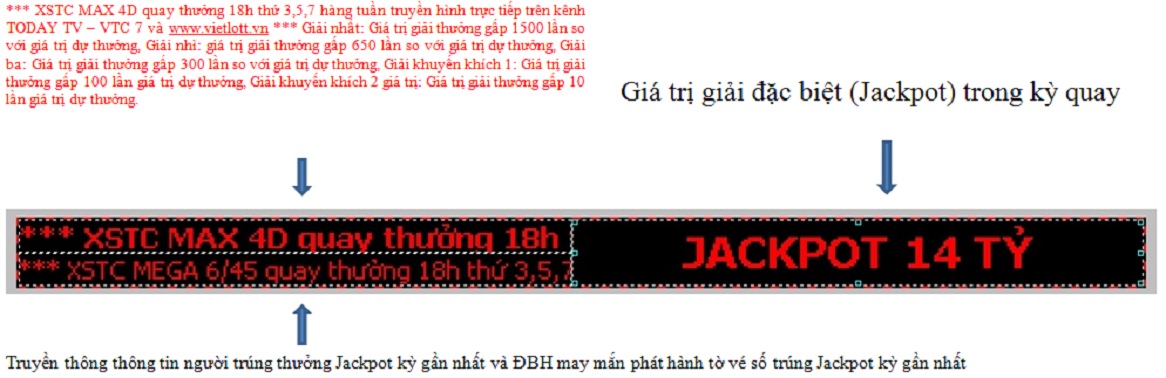 *** XSTC MAX 4D quay thưởng 18h thứ 3,5,7 hàng tuần truyền hình trực tiếp trên kênh
TODAY TV – VTC 7 và www.vietlott.vn *** Giải nhất: Giá trị giải thưởng gấp 1500 lần so
với giá trị dự thưởng, Giải nhì: giá trị giải thưởng gấp 650 lần so với giá trị dự thưởng, Giải
ba: Giá trị giải thưởng gấp 300 lần so với giá trị dự thưởng, Giải khuyến khích 1: Giá trị giải
thưởng gấp 100 lần giá trị dự thưởng, Giải khuyến khích 2 giá trị: Giá trị giải thưởng gấp 10
lần giá trị dự thưởng.
Giá trị giải đặc biệt (Jackpot) trong kỳ quay
*** XSTC MAX 4D quay thưởng 18h
*** XSTC MEGA 6/45 quay thưởng 18h thứ 3,5,7
JACKPOT 14 TỶ
Truyền thông thông tin người trúng thưởng Jackpot kỳ gần nhất và ĐBH may mắn phát hành tờ vé số trúng Jackpot kỳ gần nhất